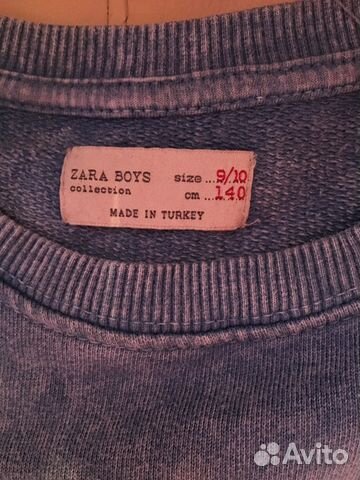 ZARA BOYS size...9/10
collection cm ...140
MADE IN TURKEY
Avito